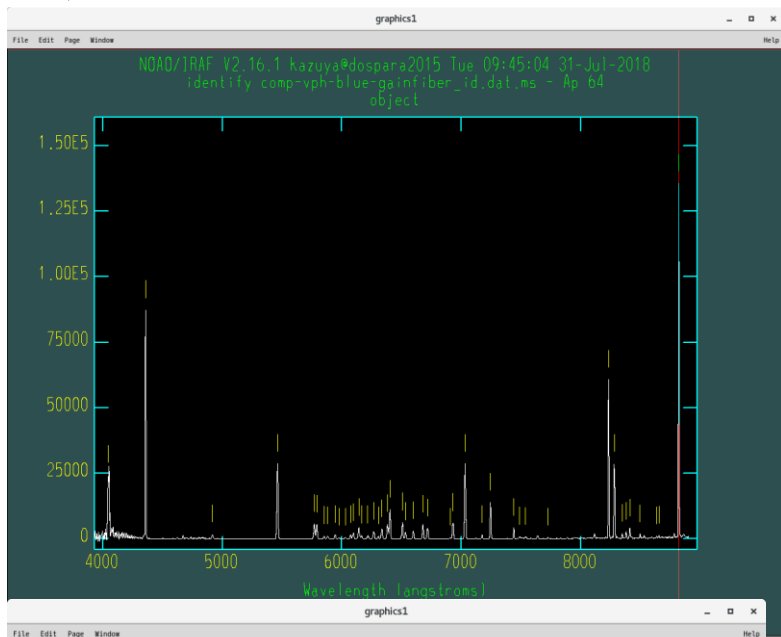 graphics1
File Edit Page Window Help
NOAO/IRAF V2.16.1 kazuya@dospara2015 Tue 09:45:04 31-Jul-2018
identify comp-vph-blue-gainfiber_id.dat.ms - Ap 64
object
1.50E5
1.25E5
1.00E5
75000
50000
25000
0
4000 5000 6000 7000 8000
Wavelength (angstroms)
graphics1
File Edit Page Window Help